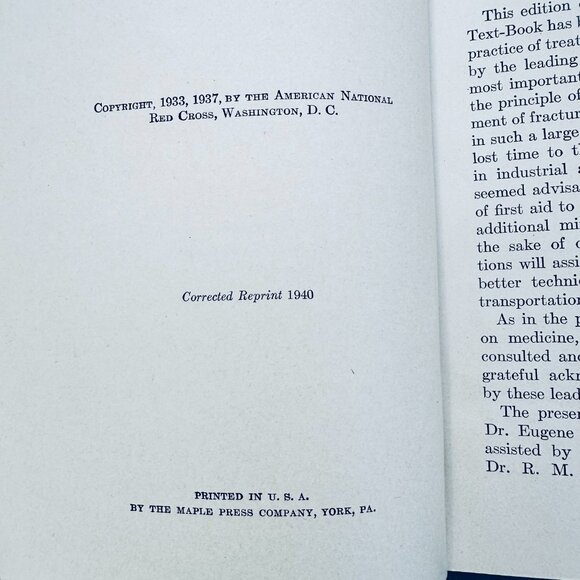 Copyright, 1933, 1937, by the American National
Red Cross, Washington, D. C.
Corrected Reprint 1940
PRINTED IN U. S. A.
BY THE MAPLE PRESS COMPANY, YORK, PA.
This edition
Text-Book has
practice of treat
by the leading
most important
the principle of
ment of fractur
in such a large
lost time to th
in industrial
seemed advisa
of first aid to
additional mi
the sake of
tions will assi
better techni
transportation
As in the p
on medicine,
consulted and
grateful ack
by these lead
The presen
Dr. Eugene
assisted by
Dr. R. M.